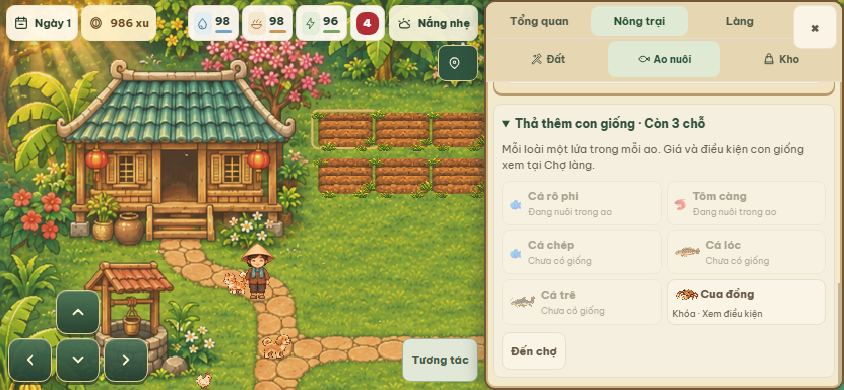 Ngày 1
986 xu
98
98
96
4
Nắng nhẹ
Tương tác
Tổng quan
Nông trại
Làng
Đất
Ao nuôi
Kho
▼ Thả thêm con giống · Còn 3 chỗ
Mỗi loài một lứa trong mỗi ao. Giá và điều kiện con giống
xem tại Chợ làng.
Cá rô phi
Đang nuôi trong ao
Tôm càng
Đang nuôi trong ao
Cá chép
Chưa có giống
Cá lóc
Chưa có giống
Cá trê
Chưa có giống
Cua đồng
Khóa · Xem điều kiện
Đến chợ